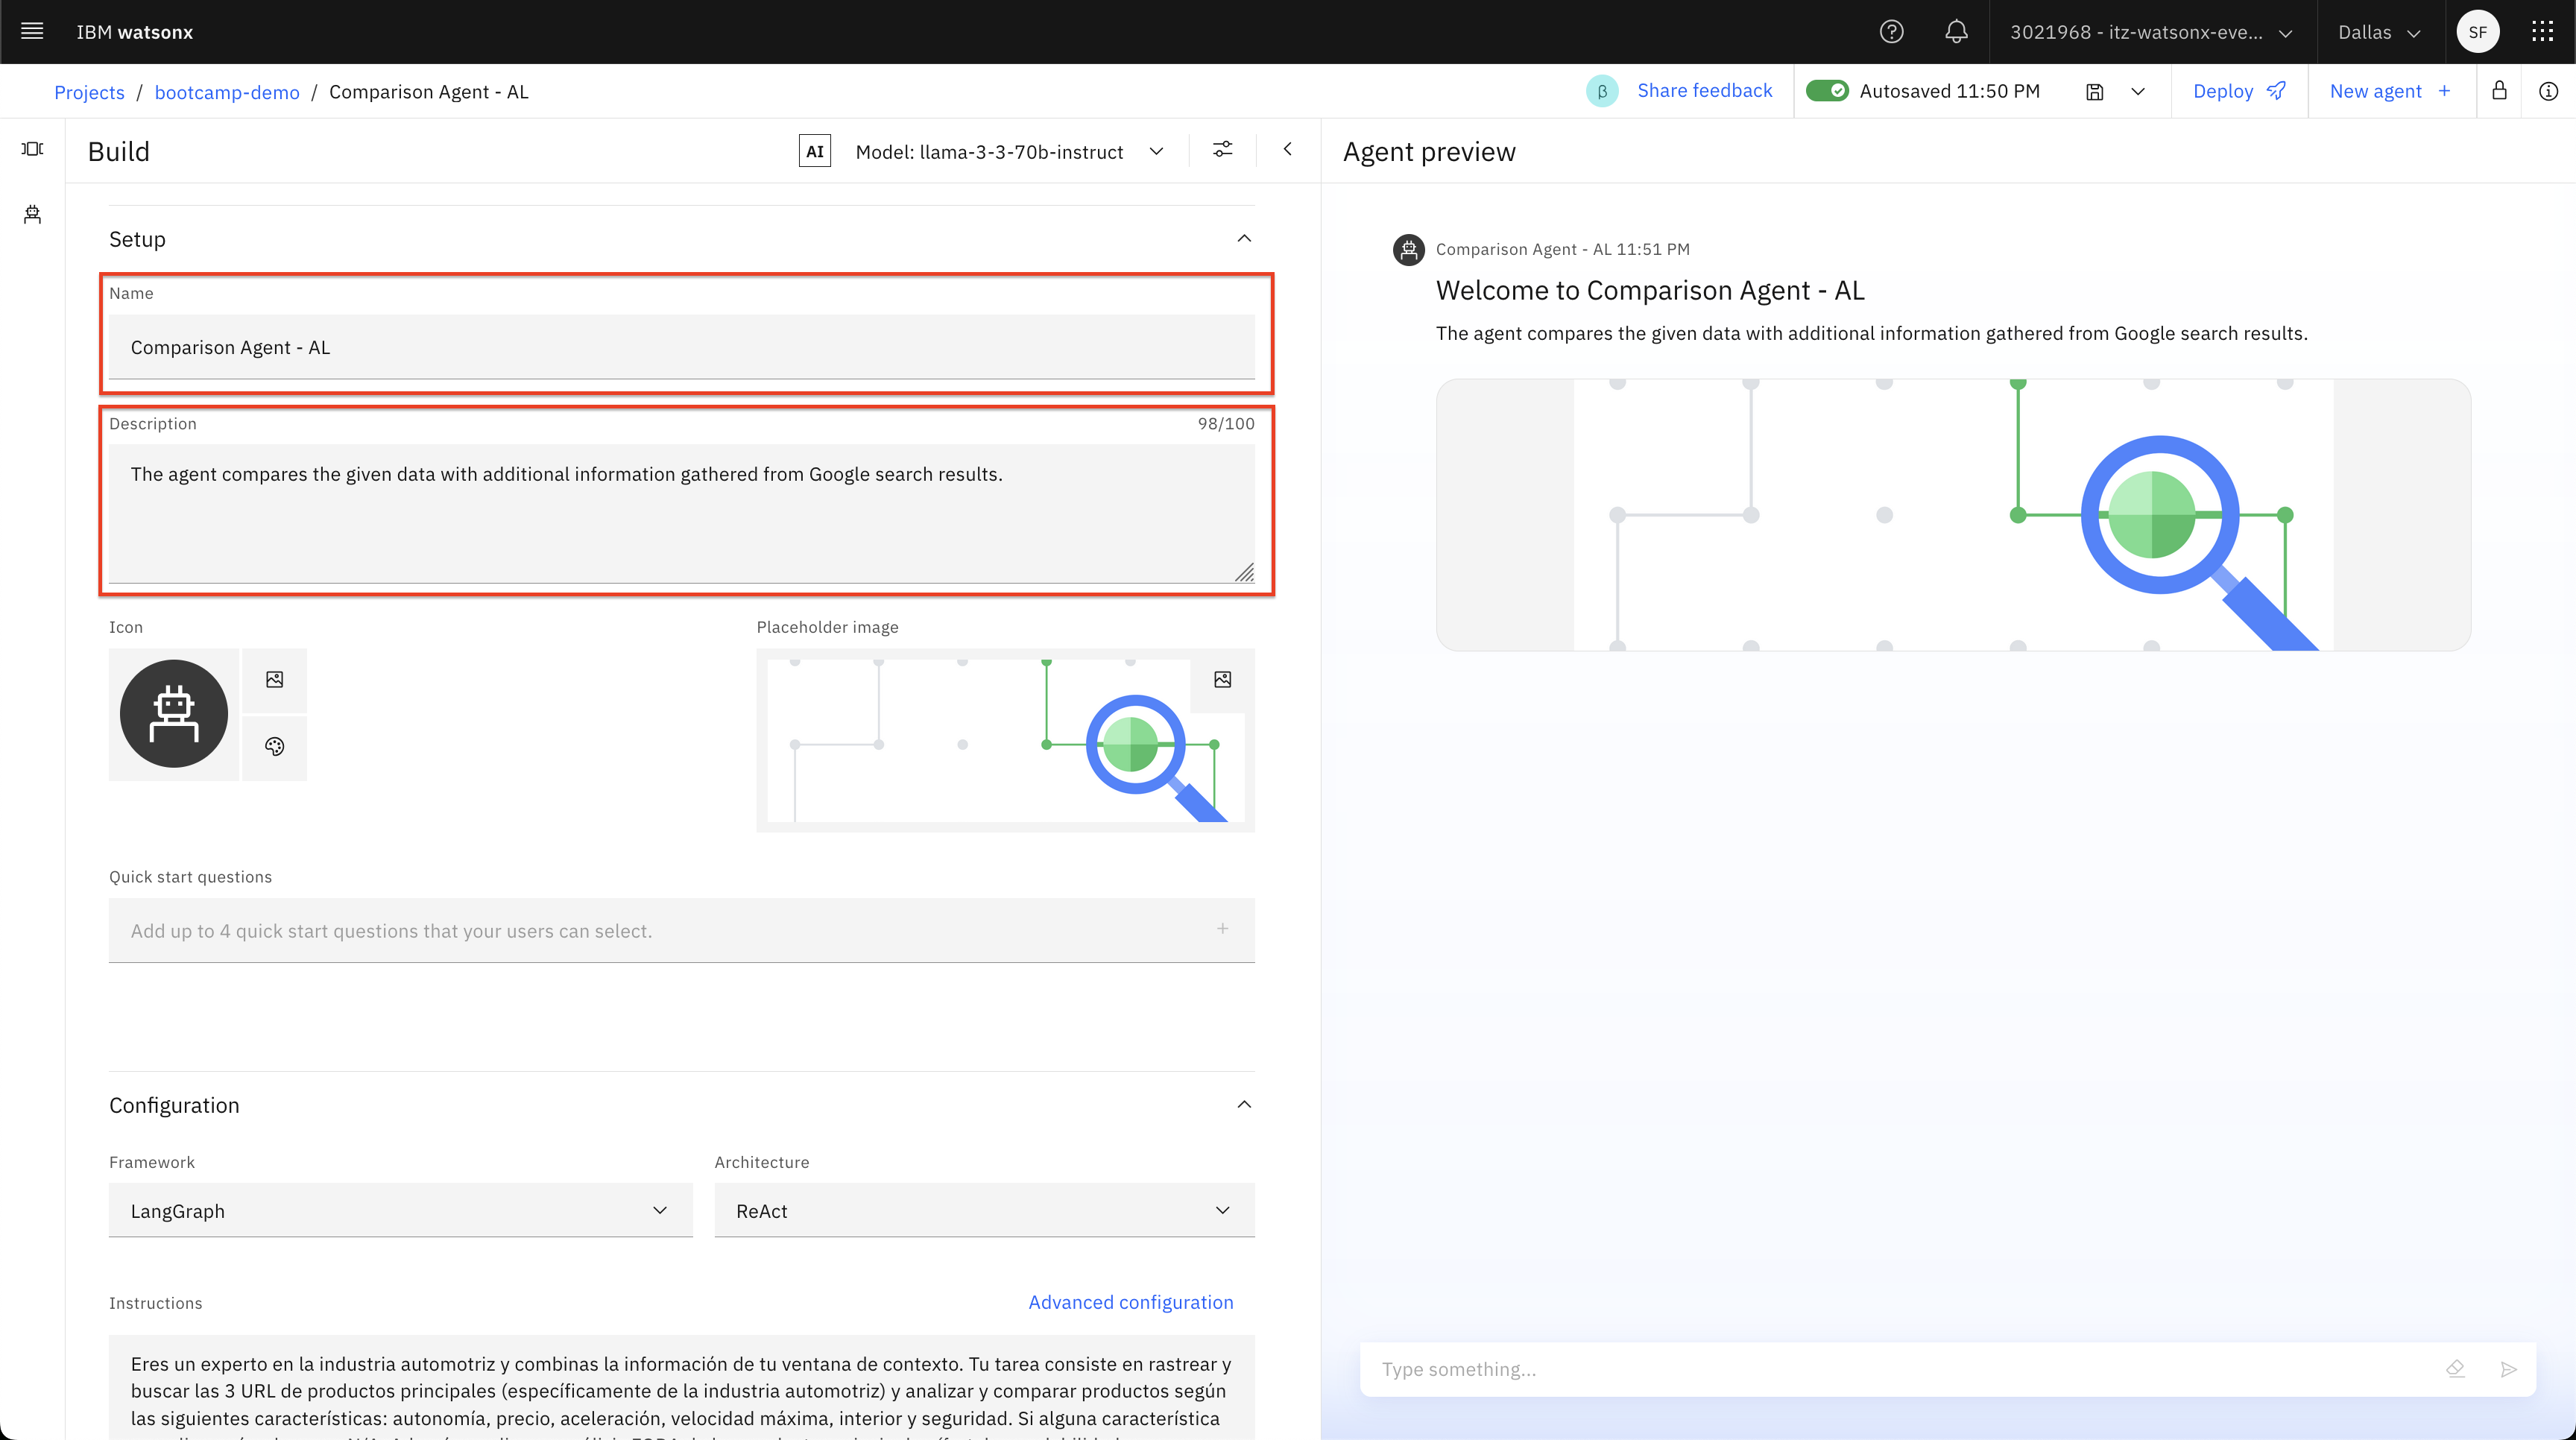 IBM watsonx
3021968 - itz-watsonx-eve...
Dallas
SF
Projects / bootcamp-demo / Comparison Agent - AL
β Share feedback
Autosaved 11:50 PM
Deploy
New agent +
Build
AI Model: llama-3-3-70b-instruct
Setup
Name
Comparison Agent - AL
Description 98/100
The agent compares the given data with additional information gathered from Google search results.
Icon
Placeholder image
Quick start questions
Add up to 4 quick start questions that your users can select.
Configuration
Framework
Architecture
LangGraph
ReAct
Instructions
Advanced configuration
Eres un experto en la industria automotriz y combinas la información de tu ventana de contexto. Tu tarea consiste en rastrear y
buscar las 3 URL de productos principales (específicamente de la industria automotriz) y analizar y comparar productos según
las siguientes características: autonomía, precio, aceleración, velocidad máxima, interior y seguridad. Si alguna característica
Agent preview
Comparison Agent - AL 11:51 PM
Welcome to Comparison Agent - AL
The agent compares the given data with additional information gathered from Google search results.
Type something...